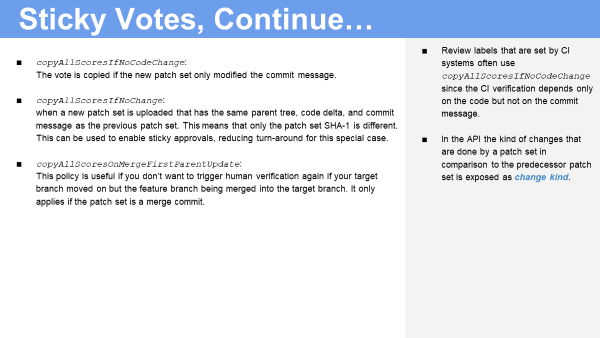 Sticky Votes, Continue…
copyAllScoresIfNoCodeChange:
The vote is copied if the new patch set only modified the commit message.
copyAllScoresIfNoChange:
when a new patch set is uploaded that has the same parent tree, code delta, and commit
message as the previous patch set. This means that only the patch set SHA-1 is different.
This can be used to enable sticky approvals, reducing turn-around for this special case.
copyAllScoresOnMergeFirstParentUpdate:
This policy is useful if you don't want to trigger human verification again if your target
branch moved on but the feature branch being merged into the target branch. It only
applies if the patch set is a merge commit.
Review labels that are set by CI
systems often use
copyAllScoresIfNoCodeChange
since the CI verification depends only
on the code but not on the commit
message.
In the API the kind of changes that
are done by a patch set in
comparison to the predecessor patch
set is exposed as change kind.